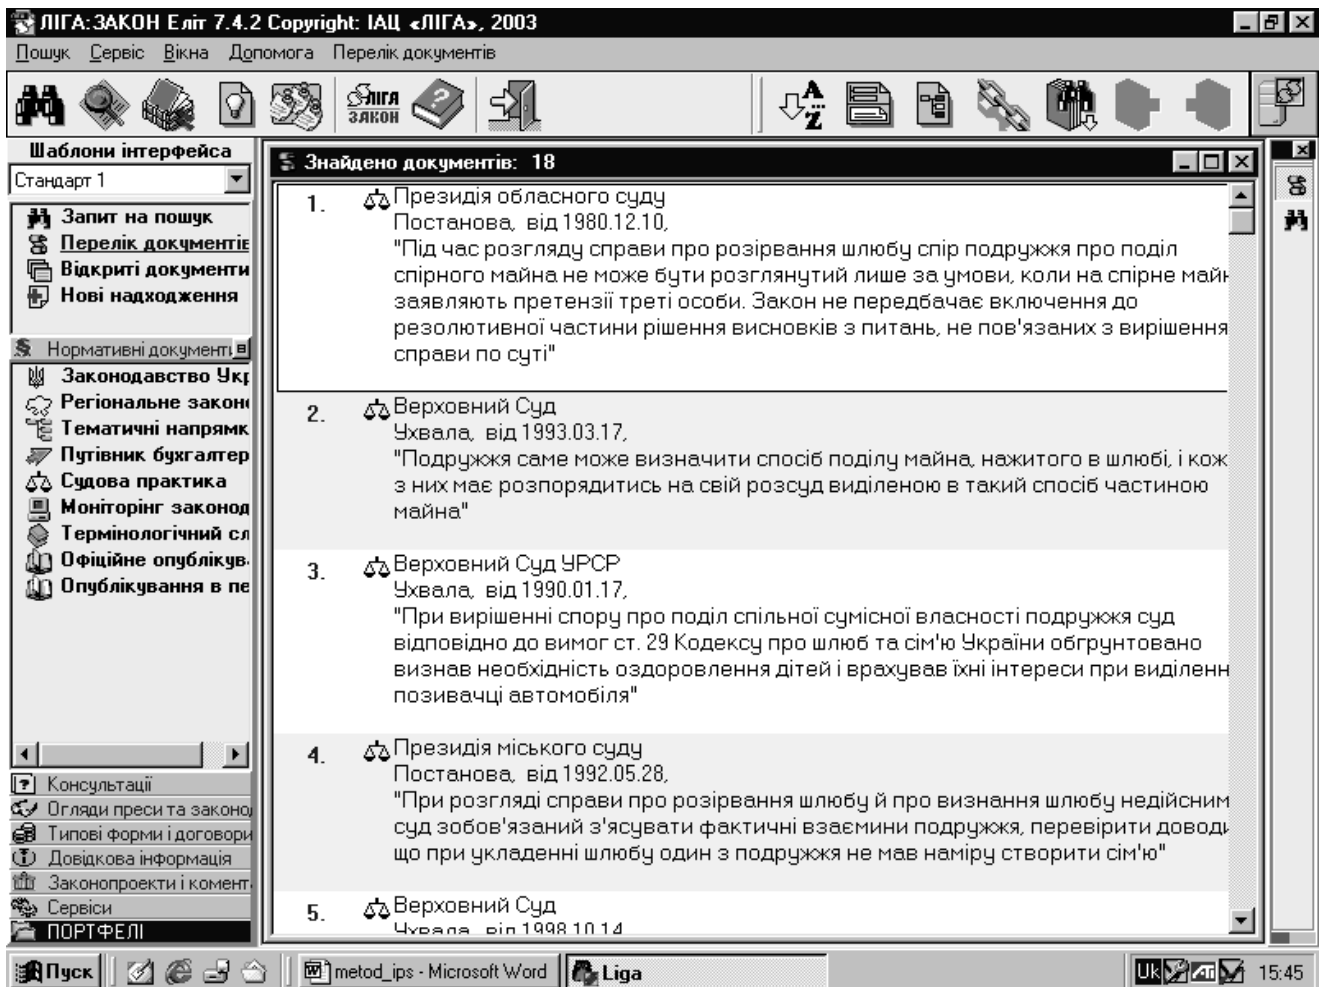 ЛІГА:ЗАКОН Еліт 7.4.2 Copyright: ІАЦ «ЛІГА», 2003
Пошук Сервіс Вікна Допомога Перелік документів
ЛІГА
ЗАКОН
Шаблони інтерфейса
Стандарт 1
Запит на пошук
Перелік документів
Відкриті документи
Нові надходження
Нормативні документи
Законодавство Укр
Регіональне законо
Тематичні напрямк
Путівник бухгалтер
Судова практика
Моніторінг законод
Термінологічний сл
Офіційне опублікув
Опублікування в пе
Консультації
Огляди преси та законо
Типові форми і договори
Довідкова інформація
Законопроекти і комент
Сервіси
ПОРТФЕЛІ
Знайдено документів: 18
1. Президія обласного суду
Постанова, від 1980.12.10,
"Під час розгляду справи про розірвання шлюбу спір подружжя про поділ
спірного майна не може бути розглянутий лише за умови, коли на спірне майн
заявляють претензії треті особи. Закон не передбачає включення до
резолютивної частини рішення висновків з питань, не пов'язаних з вирішення
справи по суті"
2. Верховний Суд
Ухвала, від 1993.03.17,
"Подружжя саме може визначити спосіб поділу майна, нажитого в шлюбі, і кож
з них має розпорядитись на свій розсуд виділеною в такий спосіб частиною
майна"
3. Верховний Суд УРСР
Ухвала, від 1990.01.17,
"При вирішенні спору про поділ спільної сумісної власності подружжя суд
відповідно до вимог ст. 29 Кодексу про шлюб та сім'ю України обгрунтовано
визнав необхідність оздоровлення дітей і врахував їхні інтереси при виділенн
позивачці автомобіля"
4. Президія міського суду
Постанова, від 1992.05.28,
"При розгляді справи про розірвання шлюбу й про визнання шлюбу недійсним
суд зобов'язаний з'ясувати фактичні взаємини подружжя, перевірити доводи
що при укладенні шлюбу один з подружжя не мав наміру створити сім'ю"
5. Верховний Суд
Ухвала, від 1998.10.14
Пуск metod_ips - Microsoft Word Liga Uk 15:45